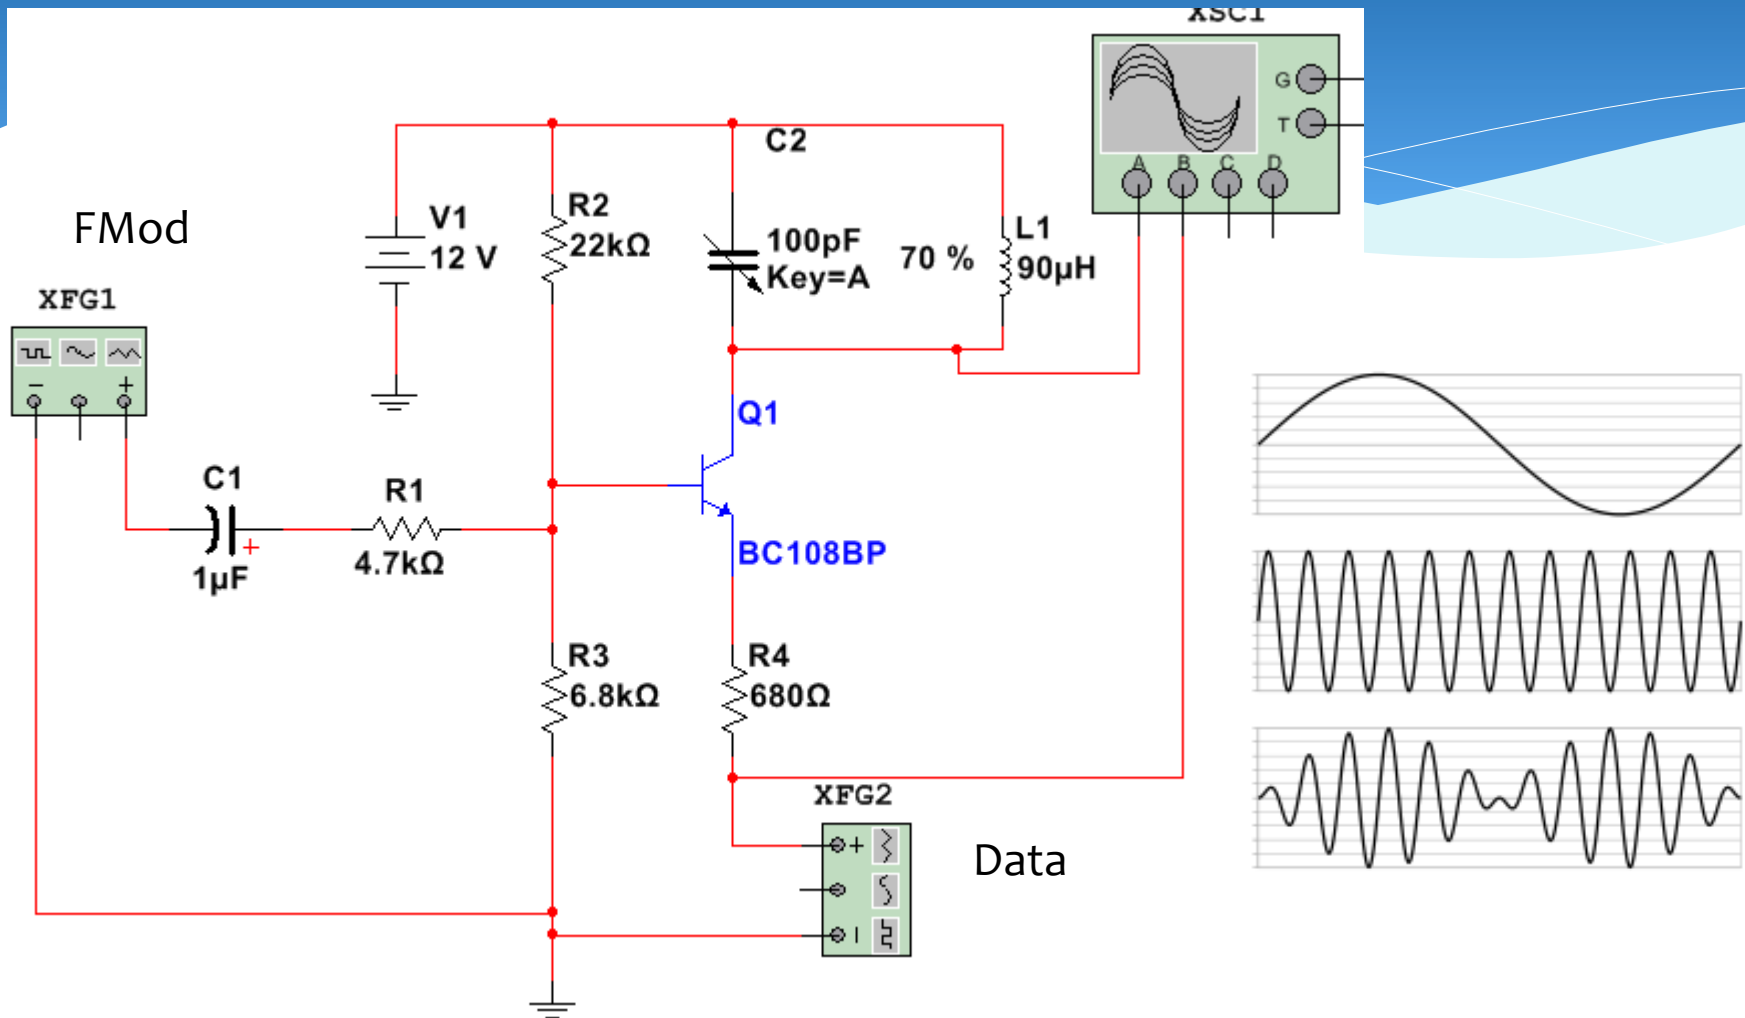 XSC1
G
T
A B C D
FMod
XFG1
− +
V1
12 V
R2
22kΩ
C2
100pF
Key=A
70 %
L1
90µH
C1
+
1µF
R1
4.7kΩ
Q1
BC108BP
R3
6.8kΩ
R4
680Ω
XFG2
+
−
Data